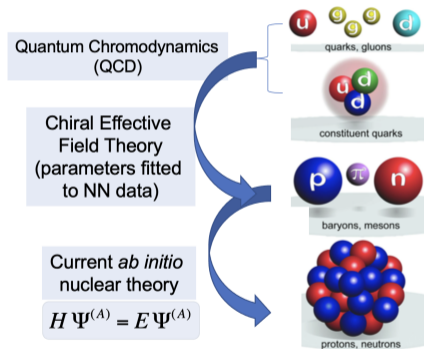 Quantum Chromodynamics
(QCD)
u g g g d
quarks, gluons
u d d
constituent quarks
Chiral Effective
Field Theory
(parameters fitted
to NN data)
p π n
baryons, mesons
Current ab initio
nuclear theory
H Ψ^(A) = E Ψ^(A)
protons, neutrons